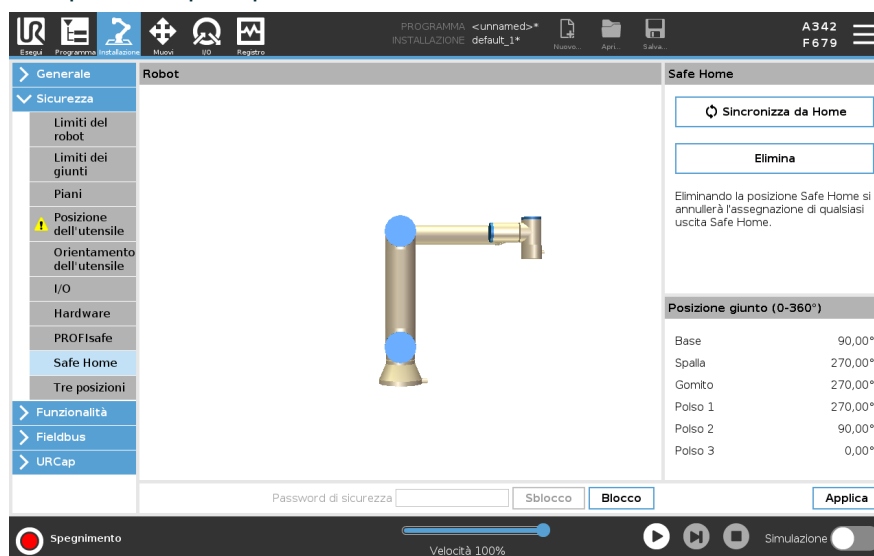 PROGRAMMA <unnamed>*
INSTALLAZIONE default_1*
Esegui
Programma
Installazione
Muovi
I/O
Registro
Nuovo...
Apri...
Salva...
A342
F679
Generale
Sicurezza
Limiti del
robot
Limiti dei
giunti
Piani
Posizione
dell'utensile
Orientamento
dell'utensile
I/O
Hardware
PROFIsafe
Safe Home
Tre posizioni
Funzionalità
Fieldbus
URCap
Robot
Safe Home
Sincronizza da Home
Elimina
Eliminando la posizione Safe Home si
annullerà l'assegnazione di qualsiasi
uscita Safe Home.
Posizione giunto (0-360°)
Base 90,00°
Spalla 270,00°
Gomito 270,00°
Polso 1 270,00°
Polso 2 90,00°
Polso 3 0,00°
Password di sicurezza
Sblocco
Blocco
Applica
Spegnimento
Velocità 100%
Simulazione